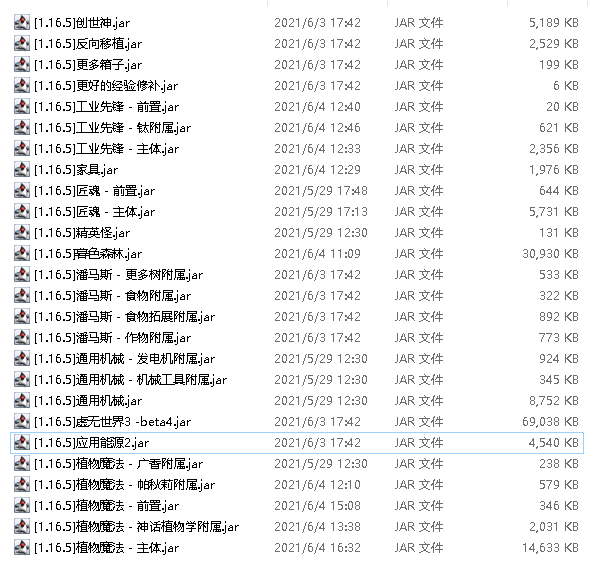 [1.16.5]创世神.jar 2021/6/3 17:42 JAR 文件 5,189 KB
[1.16.5]反向移植.jar 2021/6/3 17:42 JAR 文件 2,529 KB
[1.16.5]更多箱子.jar 2021/6/3 17:42 JAR 文件 199 KB
[1.16.5]更好的经验修补.jar 2021/6/3 17:42 JAR 文件 6 KB
[1.16.5]工业先锋 - 前置.jar 2021/6/4 12:40 JAR 文件 20 KB
[1.16.5]工业先锋 - 钛附属.jar 2021/6/4 12:46 JAR 文件 621 KB
[1.16.5]工业先锋 - 主体.jar 2021/6/4 12:33 JAR 文件 2,356 KB
[1.16.5]家具.jar 2021/6/4 12:29 JAR 文件 1,976 KB
[1.16.5]匠魂 - 前置.jar 2021/5/29 17:48 JAR 文件 644 KB
[1.16.5]匠魂 - 主体.jar 2021/5/29 17:13 JAR 文件 5,731 KB
[1.16.5]精英怪.jar 2021/5/29 12:30 JAR 文件 131 KB
[1.16.5]暮色森林.jar 2021/6/4 11:09 JAR 文件 30,930 KB
[1.16.5]潘马斯 - 更多树附属.jar 2021/6/3 17:42 JAR 文件 533 KB
[1.16.5]潘马斯 - 食物附属.jar 2021/6/3 17:42 JAR 文件 322 KB
[1.16.5]潘马斯 - 食物拓展附属.jar 2021/6/3 17:42 JAR 文件 892 KB
[1.16.5]潘马斯 - 作物附属.jar 2021/6/3 17:42 JAR 文件 773 KB
[1.16.5]通用机械 - 发电机附属.jar 2021/5/29 12:30 JAR 文件 924 KB
[1.16.5]通用机械 - 机械工具附属.jar 2021/5/29 12:30 JAR 文件 345 KB
[1.16.5]通用机械.jar 2021/5/29 12:30 JAR 文件 8,752 KB
[1.16.5]虚无世界3 -beta4.jar 2021/6/3 17:42 JAR 文件 69,038 KB
[1.16.5]应用能源2.jar 2021/6/3 17:42 JAR 文件 4,540 KB
[1.16.5]植物魔法 - 广香附属.jar 2021/5/29 12:30 JAR 文件 238 KB
[1.16.5]植物魔法 - 帕秋莉附属.jar 2021/6/4 12:10 JAR 文件 579 KB
[1.16.5]植物魔法 - 前置.jar 2021/6/4 15:08 JAR 文件 346 KB
[1.16.5]植物魔法 - 神话植物学附属.jar 2021/6/4 13:38 JAR 文件 2,031 KB
[1.16.5]植物魔法 - 主体.jar 2021/6/4 16:32 JAR 文件 14,633 KB